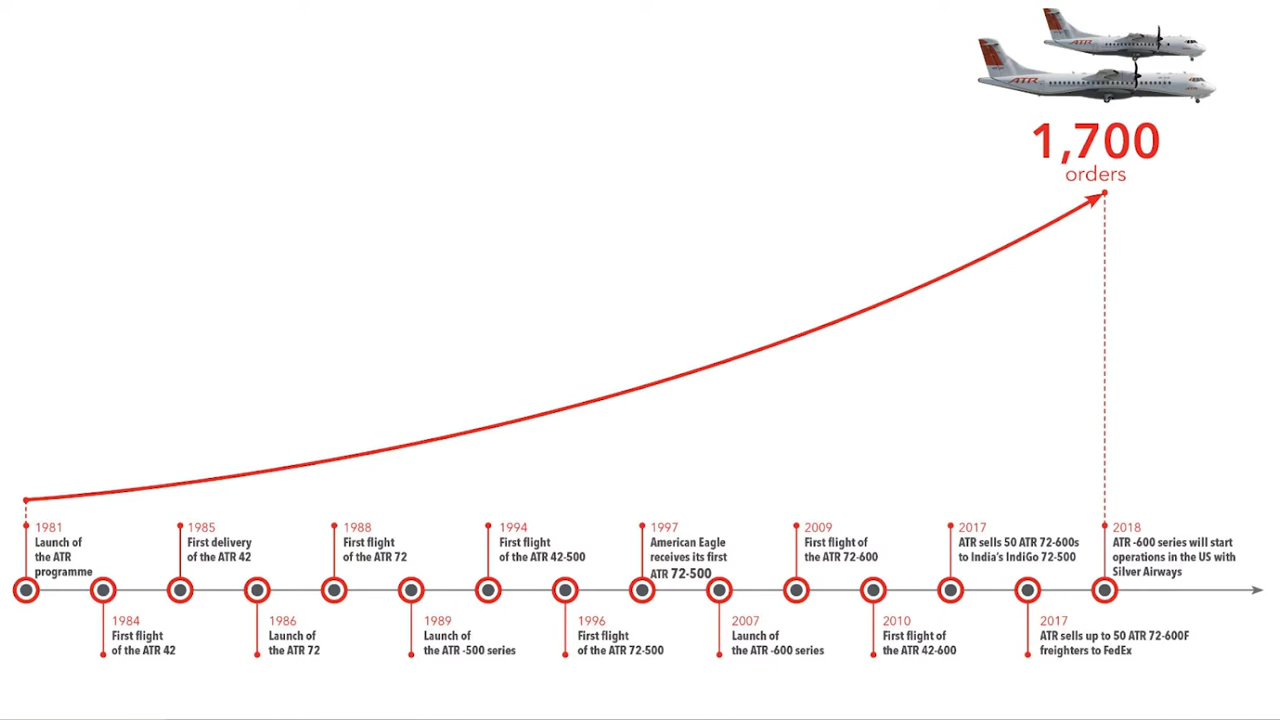 ATR
ATR
1,700
orders
1981
Launch of
the ATR
programme
1984
First flight
of the ATR 42
1985
First delivery
of the ATR 42
1986
Launch of
the ATR 72
1988
First flight
of the ATR 72
1989
Launch of
the ATR -500 series
1994
First flight
of the ATR 42-500
1996
First flight
of the ATR 72-500
1997
American Eagle
receives its first
ATR 72-500
2007
Launch of
the ATR -600 series
2009
First flight of
the ATR 72-600
2010
First flight of
the ATR 42-600
2017
ATR sells 50 ATR 72-600s
to India's IndiGo 72-500
2017
ATR sells up to 50 ATR 72-600F
freighters to FedEx
2018
ATR -600 series will start
operations in the US with
Silver Airways